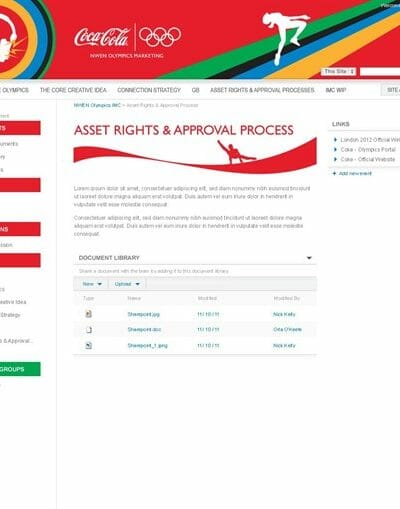 Welcome
Coca-Cola
NWEN OLYMPICS MARKETING
This Site
E OLYMPICS
THE CORE CREATIVE IDEA
CONNECTION STRATEGY
GB
ASSET RIGHTS & APPROVAL PROCESSES
IMC WIP
SITE A
NWEN Olympics IMC > Asset Rights & Approval Process
TS
uments
ry
s
ONS
ssion
cs
reative Idea
Strategy
s & Approval...
GROUPS
ASSET RIGHTS & APPROVAL PROCESS
Lorem ipsum dolor sit amet, consectetuer adipiscing elit, sed diam nonummy nibh euismod tincidunt
ut laoreet dolore magna aliquam erat volutpat. Duis autem vel eum iriure dolor in hendrerit in
vulputate velit esse molestie consequat
Consectetuer adipiscing elit, sed diam nonummy nibh euismod tincidunt ut laoreet dolore magna
aliquam erat volutpat. Duis autem vel eum iriure dolor in hendrerit in vulputate velit esse molestie
consequat.
DOCUMENT LIBRARY
Share a document with the team by adding it to this document library.
New
Upload
Type Name Modified Modified By
Sharepoint.jpg 11/10/11 Nick Kelly
Sharepoint.doc 11/10/11 Orla O'Keefe
Sharepoint_1.png 11/10/11 Nick Kelly
LINKS
London 2012 Official Web
Coke - Olympics Portal
Coke - Official Website
Add new event